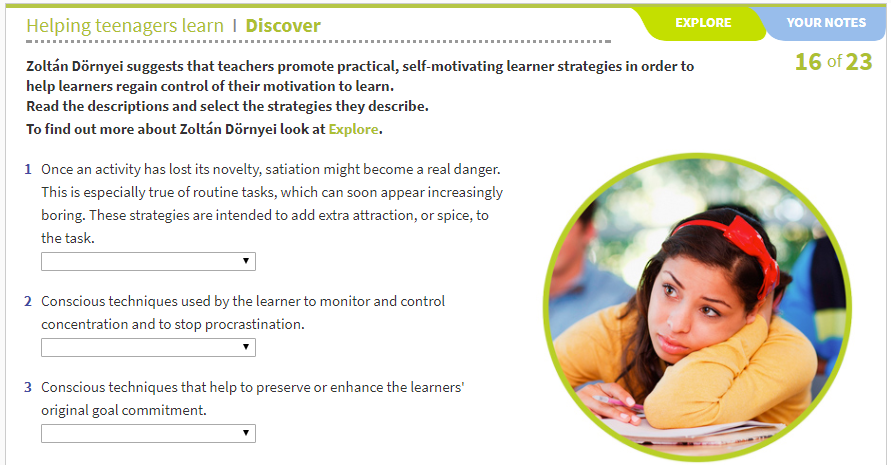 Helping teenagers learn | Discover
EXPLORE
YOUR NOTES
16 of 23
Zoltán Dörnyei suggests that teachers promote practical, self-motivating learner strategies in order to
help learners regain control of their motivation to learn.
Read the descriptions and select the strategies they describe.
To find out more about Zoltán Dörnyei look at Explore.
1 Once an activity has lost its novelty, satiation might become a real danger.
This is especially true of routine tasks, which can soon appear increasingly
boring. These strategies are intended to add extra attraction, or spice, to
the task.
2 Conscious techniques used by the learner to monitor and control
concentration and to stop procrastination.
3 Conscious techniques that help to preserve or enhance the learners'
original goal commitment.